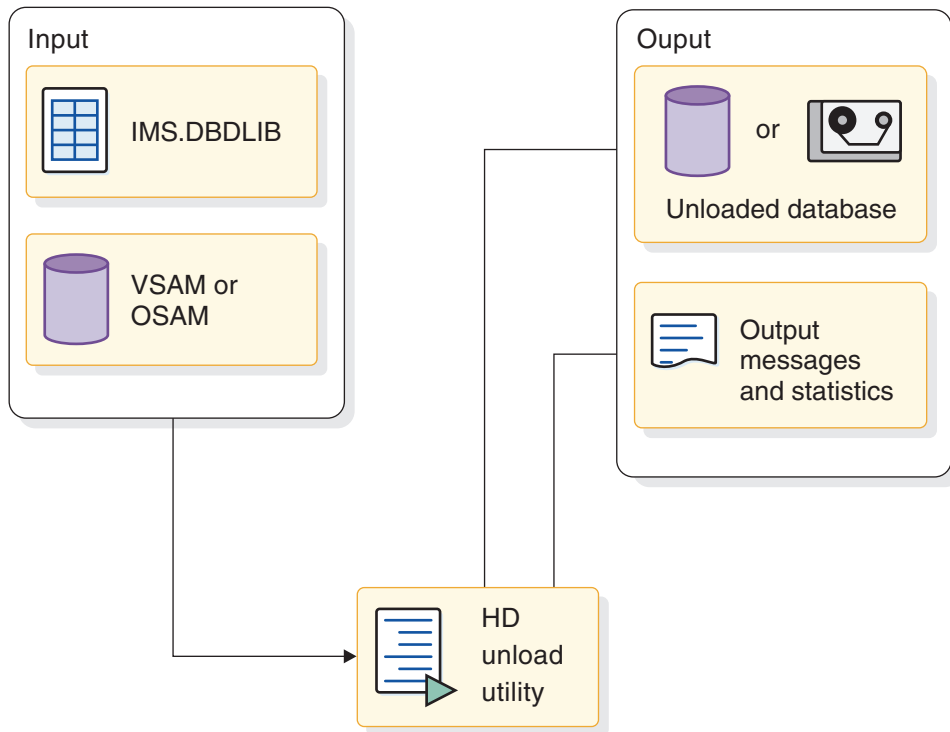 Input
IMS.DBDLIB
VSAM or
OSAM
Ouput
or
Unloaded database
Output
messages
and statistics
HD
unload
utility